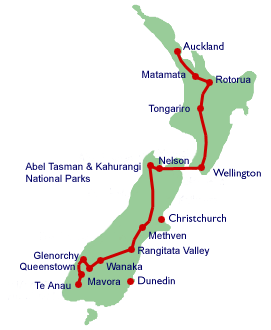 Auckland
Matamata
Rotorua
Tongariro
Nelson
Abel Tasman & Kahurangi
National Parks
Wellington
Christchurch
Methven
Rangitata Valley
Glenorchy
Queenstown
Wanaka
Te Anau
Mavora
Dunedin